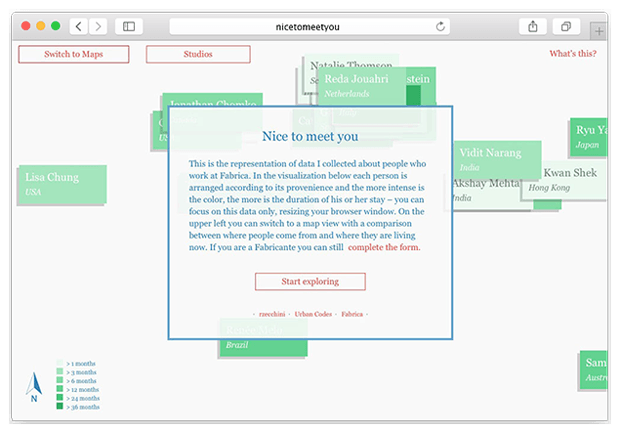 nicetomeetyou
Switch to Maps
Studios
What's this?
Natalie Thomson
Reda Jouahri
stein
Netherlands
Jonathan Chomko
Ryu Ya
Japan
Vidit Narang
India
Kwan Shek
Hong Kong
Lisa Chung
USA
Akshay Mehta
India
Nice to meet you
This is the representation of data I collected about people who
work at Fabrica. In the visualization below each person is
arranged according to its provenience and the more intense is
the color, the more is the duration of his or her stay – you can
focus on this data only, resizing your browser window. On the
upper left you can switch to a map view with a comparison
between where people come from and where they are living
now. If you are a Fabricante you can still complete the form.
Start exploring
· rzecchini · Urban Codes · Fabrica ·
Brazil
Sam
Austr
> 1 months
> 3 months
> 6 months
> 12 months
> 24 months
> 36 months
N